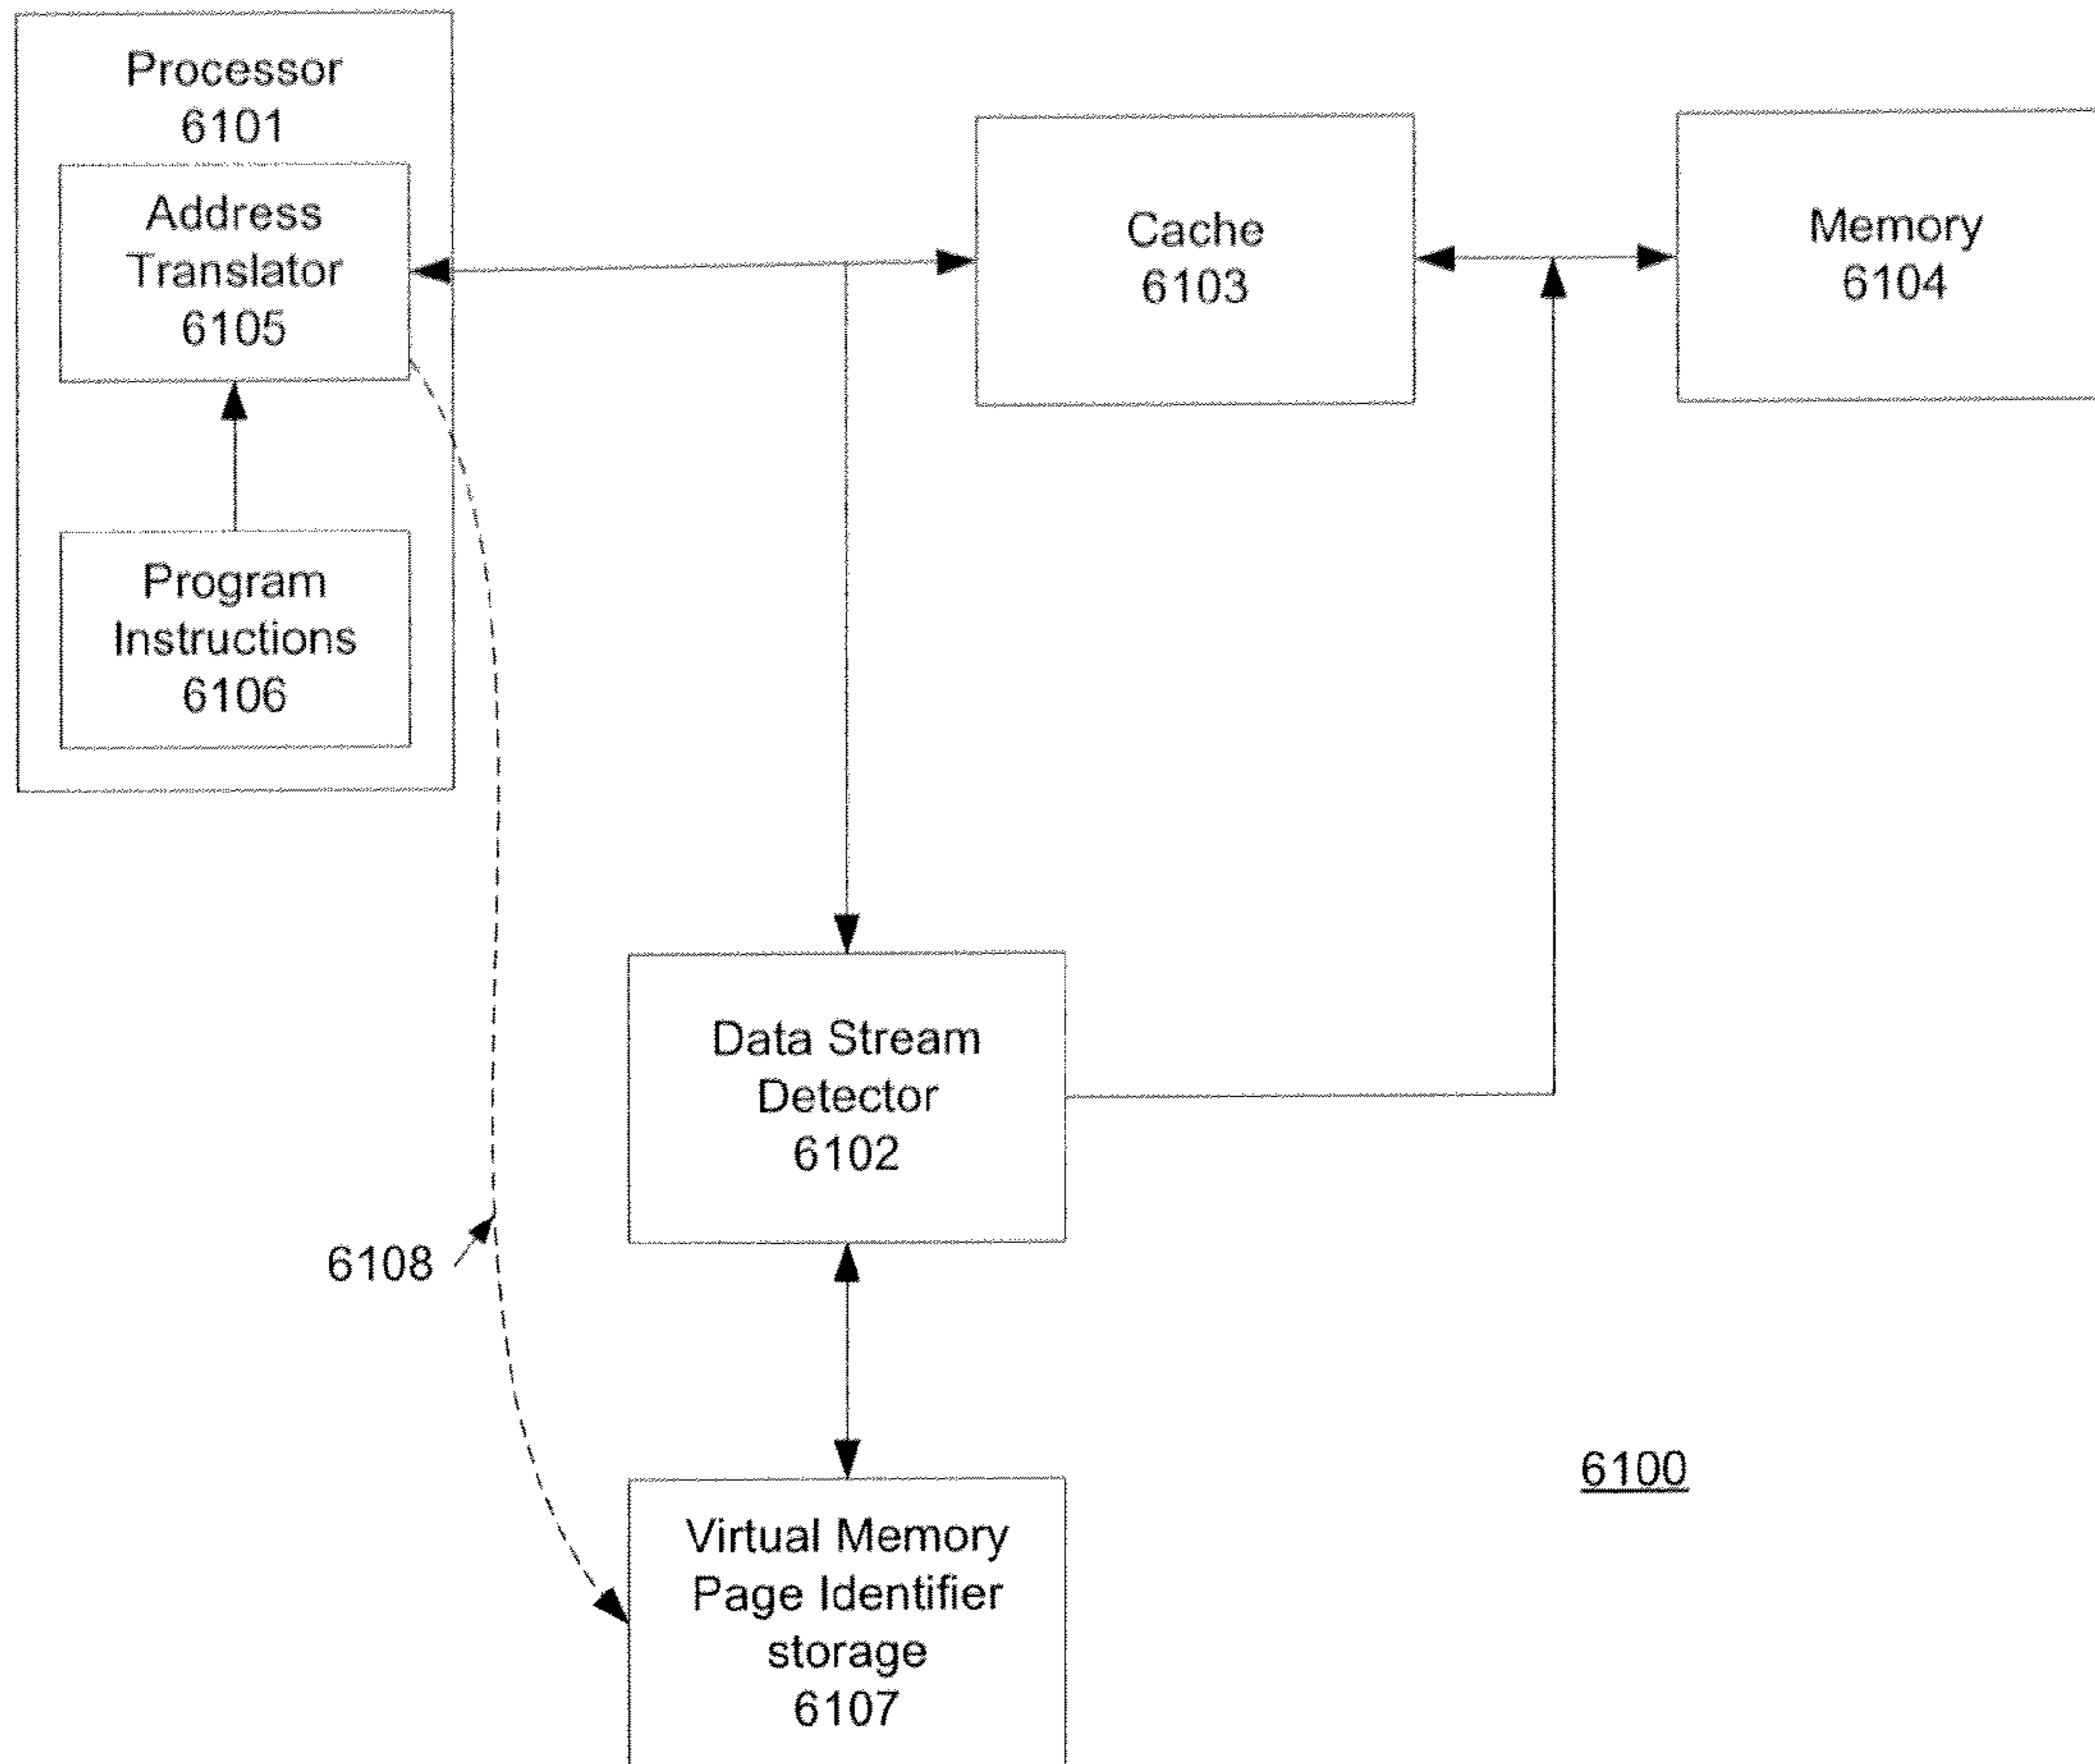 Processor
6101
Address
Translator
6105
Program
Instructions
6106
Cache
6103
Memory
6104
Data Stream
Detector
6102
6108
Virtual Memory
Page Identifier
storage
6107
6100